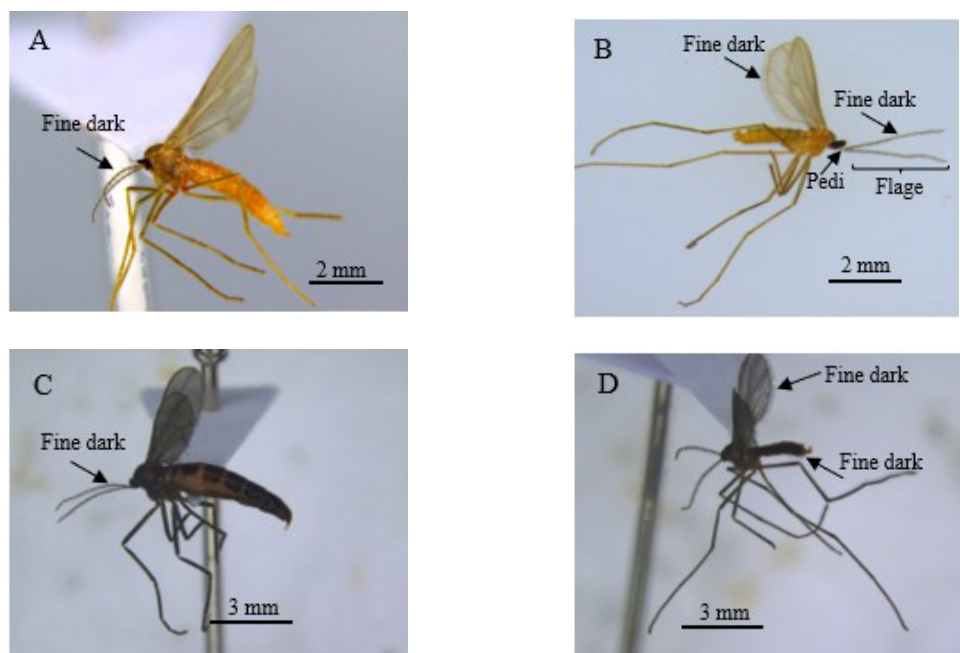 A
Fine dark
2 mm
B
Fine dark
Fine dark
Pedi
Flage
2 mm
C
Fine dark
3 mm
D
Fine dark
Fine dark
3 mm